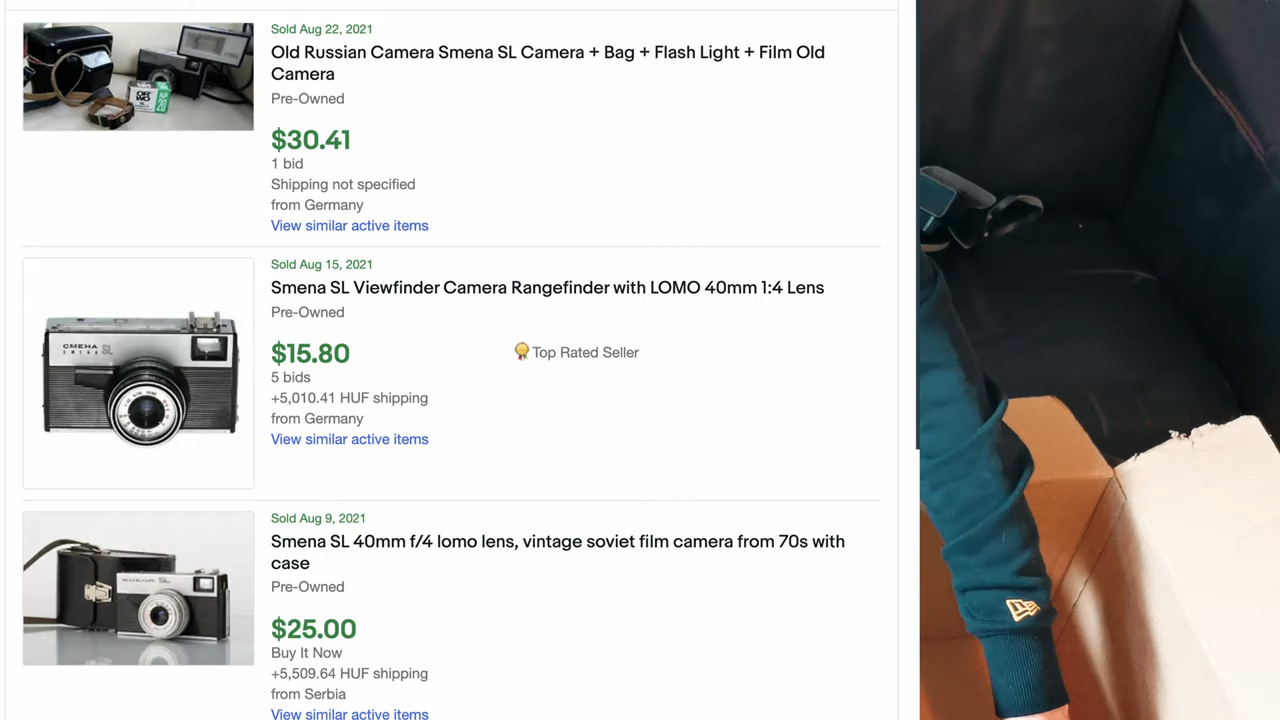 Sold Aug 22, 2021
Old Russian Camera Smena SL Camera + Bag + Flash Light + Film Old
Camera
Pre-Owned
$30.41
1 bid
Shipping not specified
from Germany
View similar active items
Sold Aug 15, 2021
Smena SL Viewfinder Camera Rangefinder with LOMO 40mm 1:4 Lens
Pre-Owned
СМЕНА SL
$15.80
Top Rated Seller
5 bids
+5,010.41 HUF shipping
from Germany
View similar active items
Sold Aug 9, 2021
Smena SL 40mm f/4 lomo lens, vintage soviet film camera from 70s with
case
Pre-Owned
$25.00
Buy It Now
+5,509.64 HUF shipping
from Serbia
View similar active items